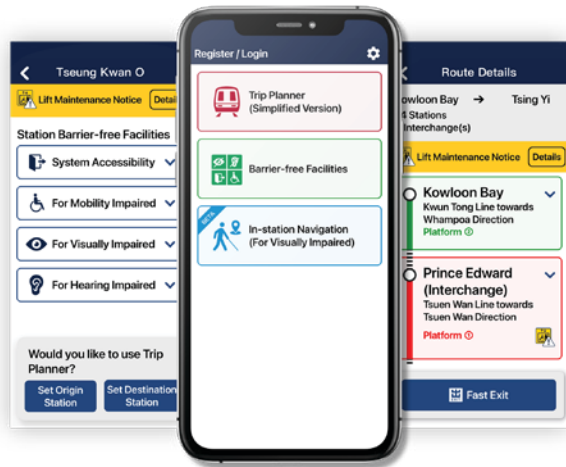 Tseung Kwan O
Lift Maintenance Notice
Station Barrier-free Facilities
System Accessibility
For Mobility Impaired
For Visually Impaired
For Hearing Impaired
Would you like to use Trip
Planner?
Set Origin
Station
Set Destination
Station
Register / Login
Trip Planner
(Simplified Version)
Barrier-free Facilities
BETA
In-station Navigation
(For Visually Impaired)
Route Details
owloon Bay → Tsing Yi
4 Stations
Interchange(s)
Lift Maintenance Notice Details
Kowloon Bay
Kwun Tong Line towards
Whampoa Direction
Platform ②
Prince Edward
(Interchange)
Tsuen Wan Line towards
Tsuen Wan Direction
Platform ①
Fast Exit